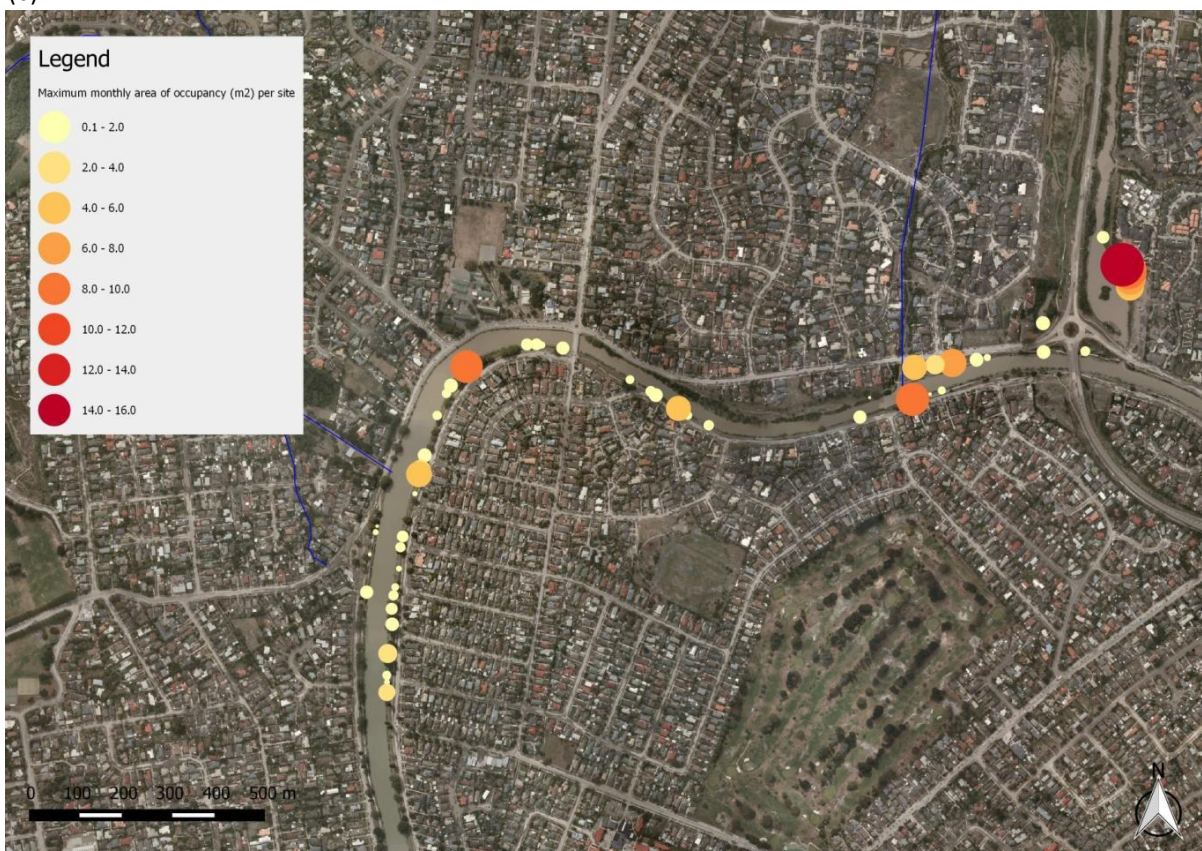 Legend
Maximum monthly area of occupancy (m2) per site
0.1 - 2.0
2.0 - 4.0
4.0 - 6.0
6.0 - 8.0
8.0 - 10.0
10.0 - 12.0
12.0 - 14.0
14.0 - 16.0
0 100 200 300 400 500 m
N